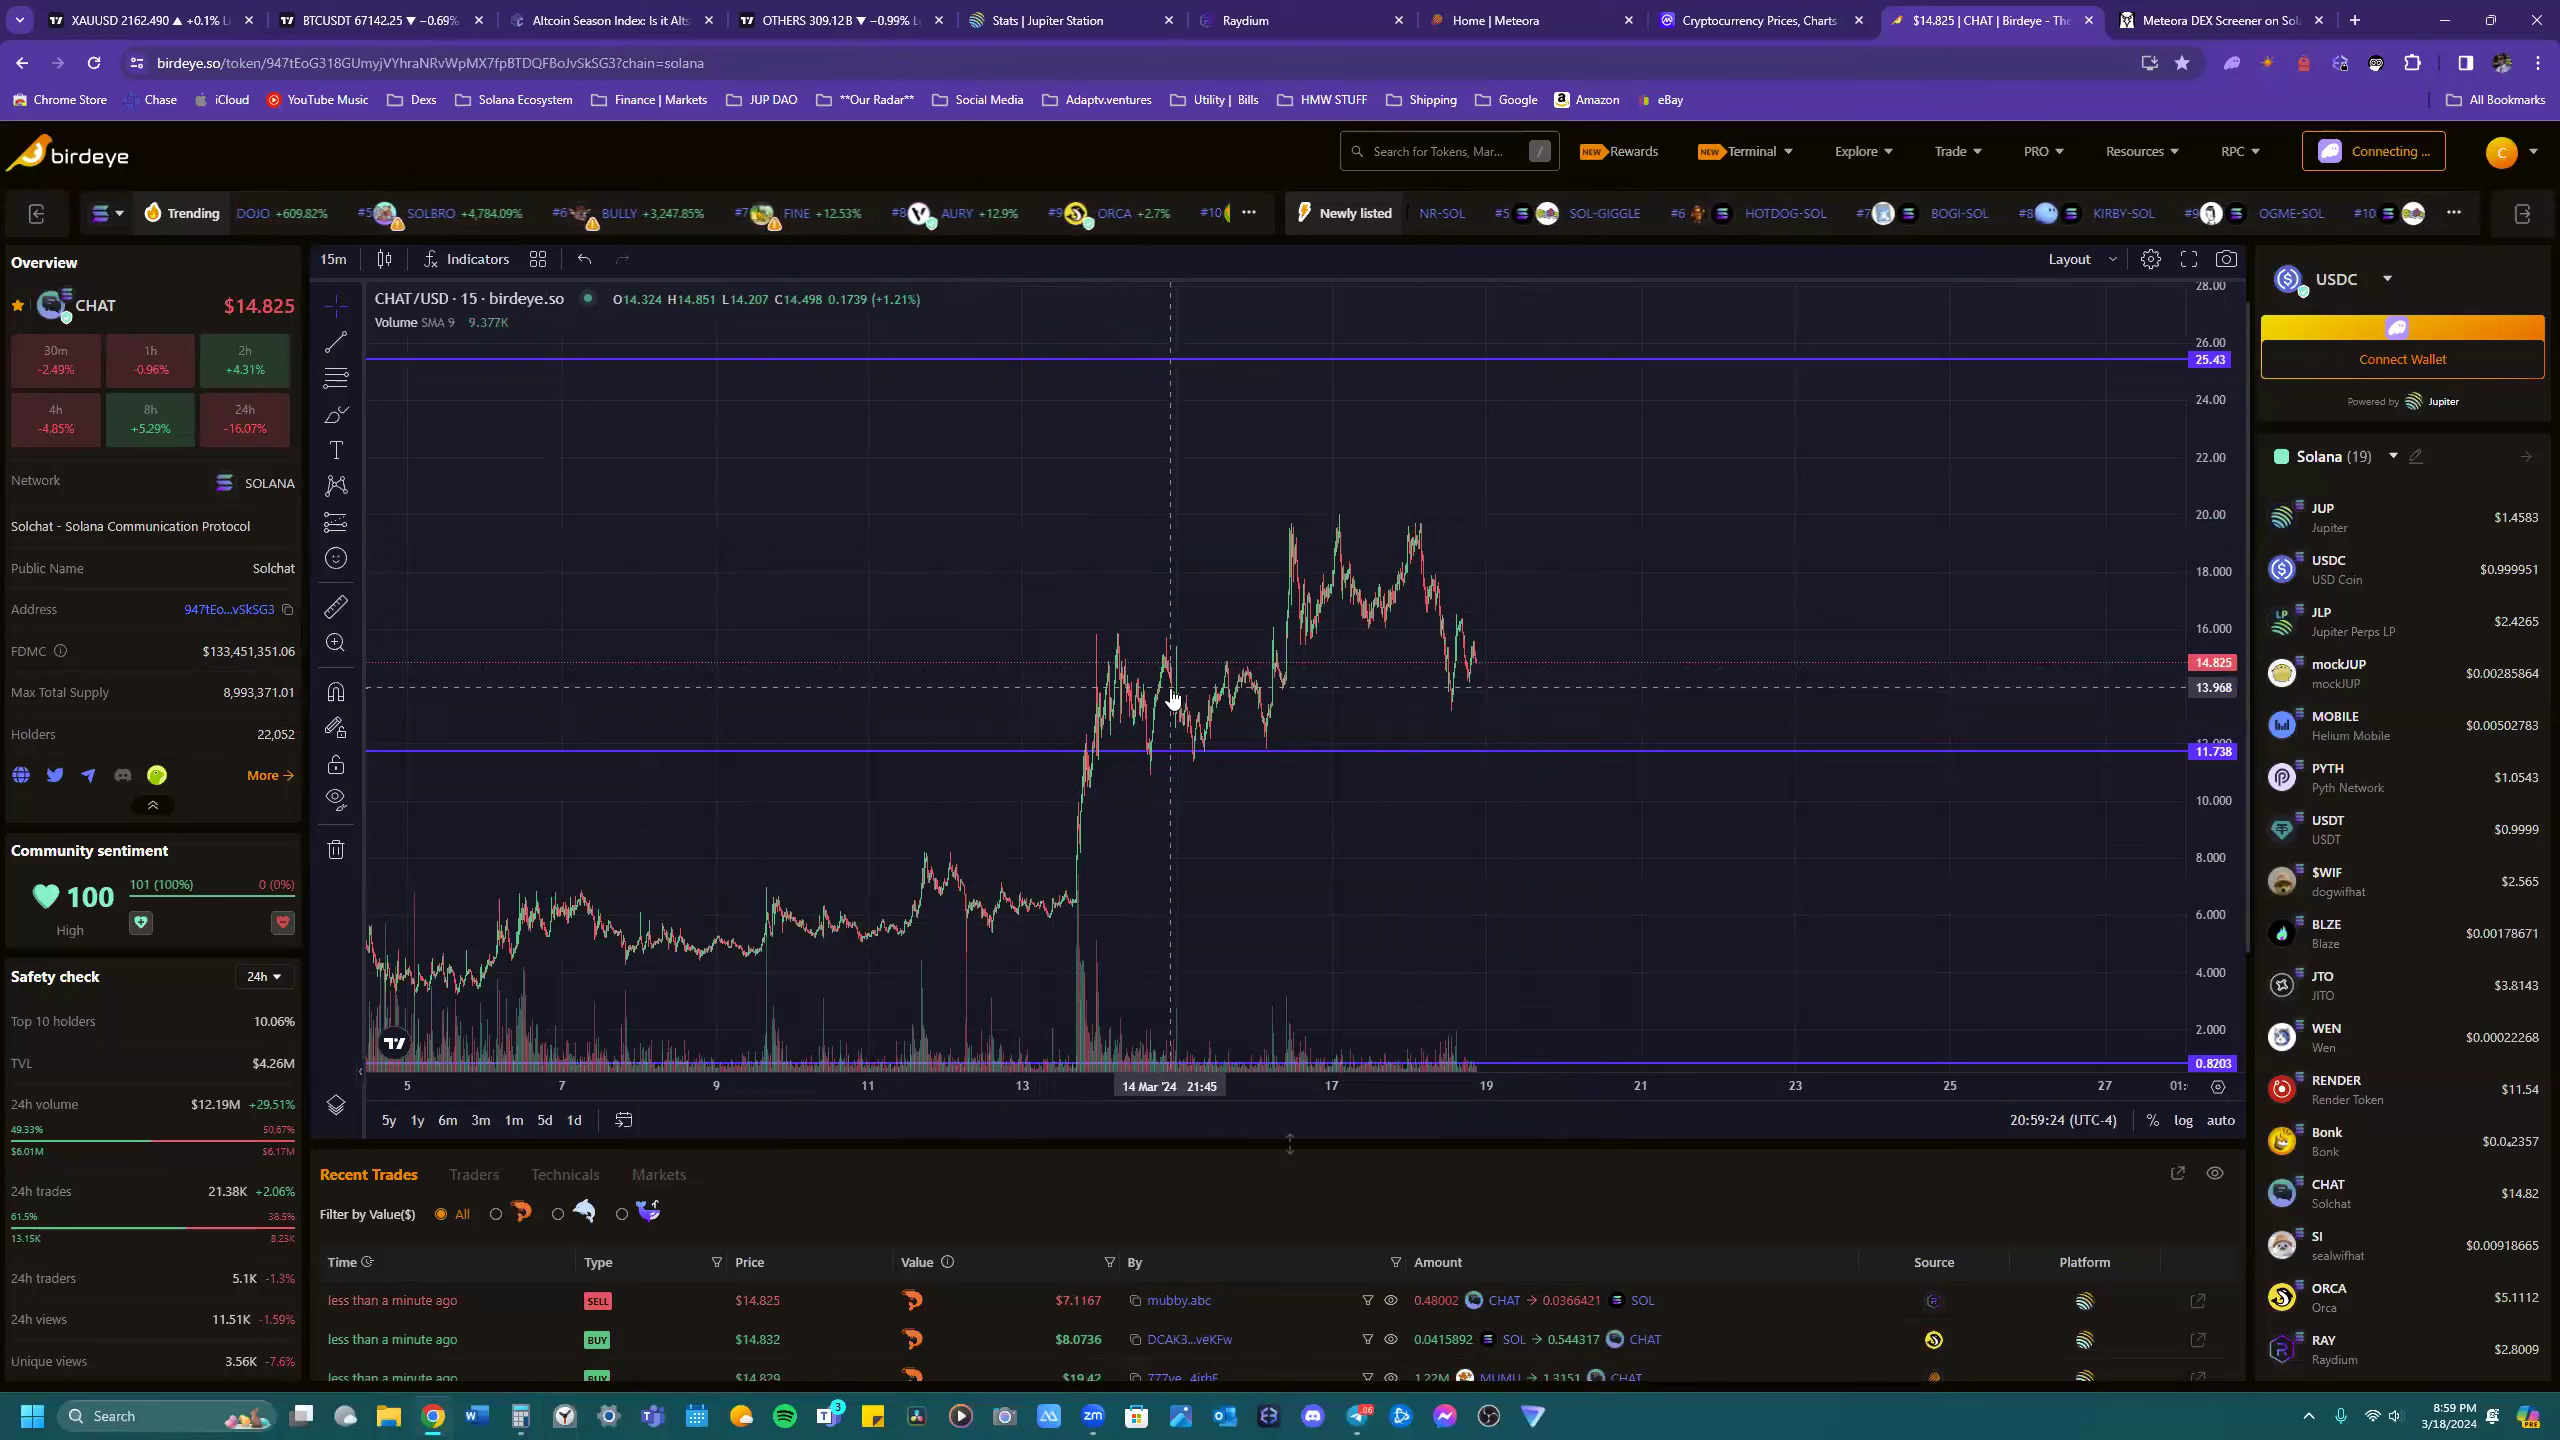 XAUUSD 2162.490 ▲ +0.1%
BTCUSDT 67142.25 ▼ −0.69%
Altcoin Season Index: Is it Alts
OTHERS 309.12B ▼ −0.99%
Stats | Jupiter Station
Raydium
Home | Meteora
Cryptocurrency Prices, Charts
$14.825 | CHAT | Birdeye - The
Meteora DEX Screener on Sol
birdeye.so/token/947tEoG318GUmyjVYhraNRvWpMX7fpBTDQFBoJvSkSG3?chain=solana
Chrome Store Chase iCloud YouTube Music Dexs Solana Ecosystem Finance | Markets JUP DAO **Our Radar** Social Media Adaptv.ventures Utility | Bills HMW STUFF Shipping Google Amazon eBay All Bookmarks
birdeye
Search for Tokens, Mar... /
NEW Rewards
NEW Terminal
Explore
Trade
PRO
Resources
RPC
Connecting ...
C
Trending DOJO +609.82% #5 SOLBRO +4,784.09% #6 BULLY +3,247.85% #7 FINE +12.53% #8 AURY +12.9% #9 ORCA +2.7% #10 ...
Newly listed NR-SOL #5 SOL-GIGGLE #6 HOTDOG-SOL #7 BOGI-SOL #8 KIRBY-SOL #9 OGME-SOL #10 ...
Overview
CHAT $14.825
30m 1h 2h
-2.49% -0.96% +4.31%
4h 8h 24h
-4.85% +5.29% -16.07%
Network SOLANA
Solchat - Solana Communication Protocol
Public Name Solchat
Address 947tEo...vSkSG3
FDMC $133,451,351.06
Max Total Supply 8,993,371.01
Holders 22,052
More →
Community sentiment
100 101 (100%) 0 (0%)
High
Safety check 24h
Top 10 holders 10.06%
TVL $4.26M
24h volume $12.19M +29.51%
49.33% 50.67%
$6.01M $6.17M
24h trades 21.38K +2.06%
61.5% 38.5%
13.15K 8.23K
24h traders 5.1K -1.3%
24h views 11.51K -1.59%
Unique views 3.56K -7.6%
15m Indicators Layout
CHAT/USD · 15 · birdeye.so O14.324 H14.851 L14.207 C14.498 0.1739 (+1.21%)
Volume SMA 9 9.377K
28.00
26.00
25.43
24.00
22.00
20.00
18.000
16.000
14.825
13.968
12.000
11.738
10.000
8.000
6.000
4.000
2.000
0.8203
5 7 9 11 13 14 Mar '24 21:45 17 19 21 23 25 27 01:
5y 1y 6m 3m 1m 5d 1d
20:59:24 (UTC-4) % log auto
Recent Trades Traders Technicals Markets
Filter by Value($) All
Time Type Price Value By Amount Source Platform
less than a minute ago SELL $14.825 $7.1167 mubby.abc 0.48002 CHAT → 0.0366421 SOL
less than a minute ago BUY $14.832 $8.0736 DCAK3...veKFw 0.0415892 SOL → 0.544317 CHAT
less than a minute ago BUY $14.829 $19.42 1.22M MUMU → 1.3151 CHAT
USDC
Connect Wallet
Powered by Jupiter
Solana (19)
JUP
Jupiter
$1.4583
USDC
USD Coin
$0.999951
JLP
Jupiter Perps LP
$2.4265
mockJUP
mockJUP
$0.00285864
MOBILE
Helium Mobile
$0.00502783
PYTH
Pyth Network
$1.0543
USDT
USDT
$0.9999
$WIF
dogwifhat
$2.565
BLZE
Blaze
$0.00178671
JTO
JITO
$3.8143
WEN
Wen
$0.00022268
RENDER
Render Token
$11.54
Bonk
Bonk
$0.0₄2357
CHAT
Solchat
$14.82
SI
sealwifhat
$0.00918665
ORCA
Orca
$5.1112
RAY
Raydium
$2.8009
Search
8:59 PM
3/18/2024